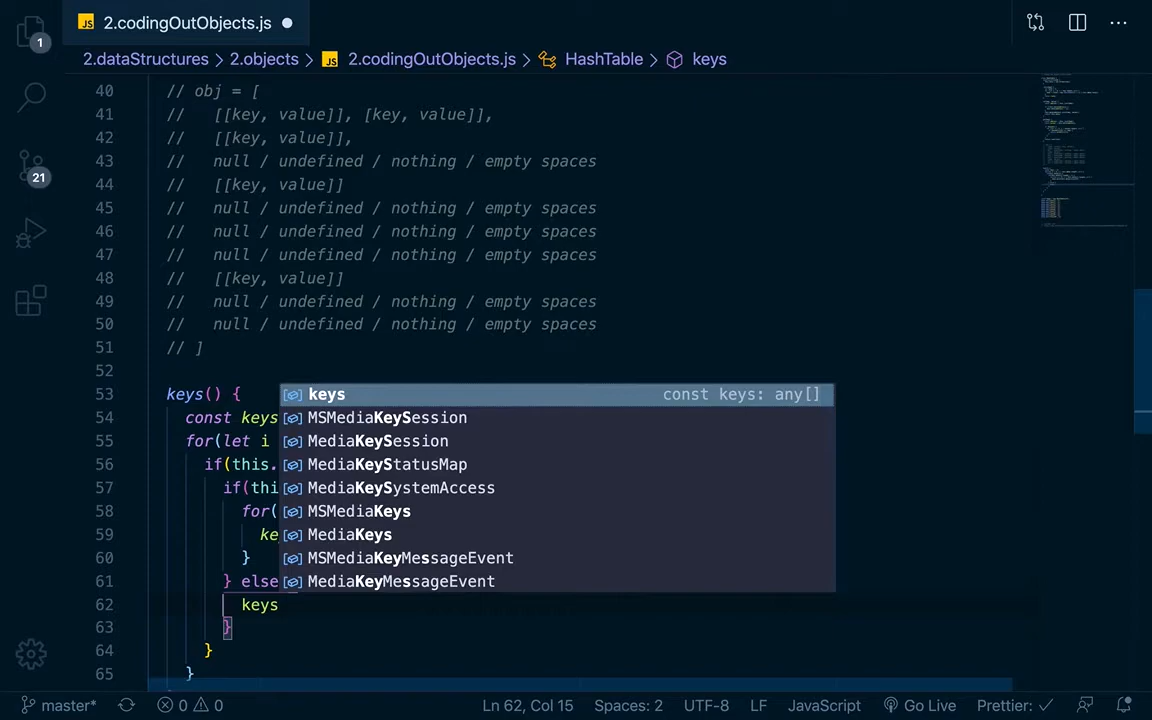 JS 2.codingOutObjects.js
1
2.dataStructures > 2.objects > JS 2.codingOutObjects.js > HashTable > keys
40 // obj = [
41 //   [[key, value]], [key, value]],
42 //   [[key, value]],
43 //   null / undefined / nothing / empty spaces
44 //   [[key, value]]
45 //   null / undefined / nothing / empty spaces
46 //   null / undefined / nothing / empty spaces
47 //   null / undefined / nothing / empty spaces
48 //   [[key, value]]
49 //   null / undefined / nothing / empty spaces
50 //   null / undefined / nothing / empty spaces
51 // ]
52
53 keys() {
54 const keys
55 for(let i
56 if(this.
57 if(thi
58 for(
59 ke
60 }
61 } else
62 keys
63 }
64 }
65 }
keys const keys: any[]
MSMediaKeySession
MediaKeySession
MediaKeyStatusMap
MediaKeySystemAccess
MSMediaKeys
MediaKeys
MSMediaKeyMessageEvent
MediaKeyMessageEvent
21
master* 0 0 Ln 62, Col 15 Spaces: 2 UTF-8 LF JavaScript Go Live Prettier: ✓